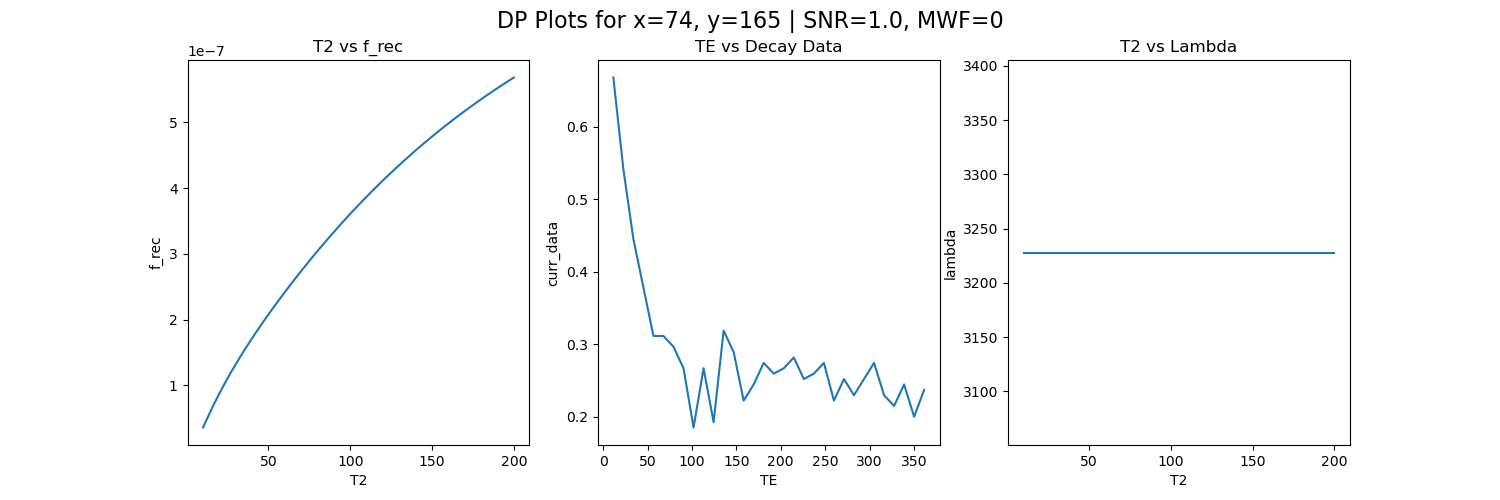 DP Plots for x=74, y=165 | SNR=1.0, MWF=0
T2 vs f_rec
1e−7
5
4
3
2
1
f_rec
50 100 150 200
T2
TE vs Decay Data
0.6
0.5
0.4
0.3
0.2
curr_data
0 50 100 150 200 250 300 350
TE
T2 vs Lambda
3400
3350
3300
3250
3200
3150
3100
lambda
50 100 150 200
T2